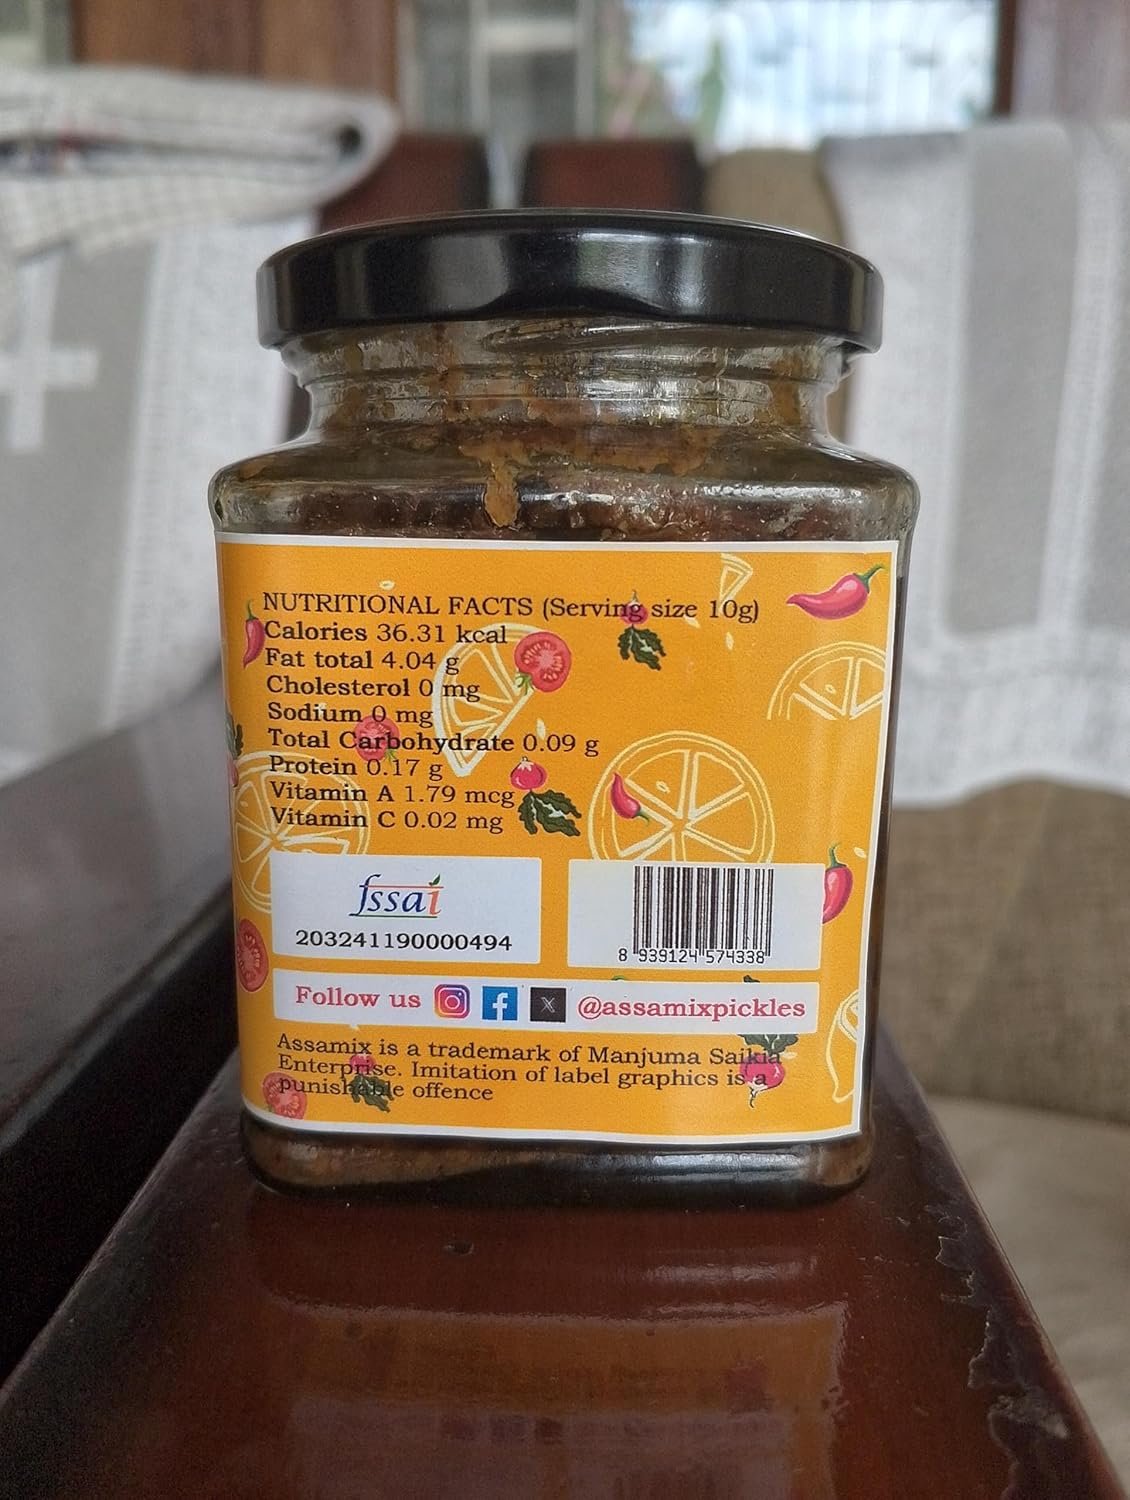 NUTRITIONAL FACTS (Serving size 10g)
Calories 36.31 kcal
Fat total 4.04 g
Cholesterol 0 mg
Sodium 0 mg
Total Carbohydrate 0.09 g
Protein 0.17 g
Vitamin A 1.79 mcg
Vitamin C 0.02 mg
fssai
203241190000494
8 939124 574338
Follow us @assamixpickles
Assamix is a trademark of Manjuma Saikia
Enterprise. Imitation of label graphics is a
punishable offence